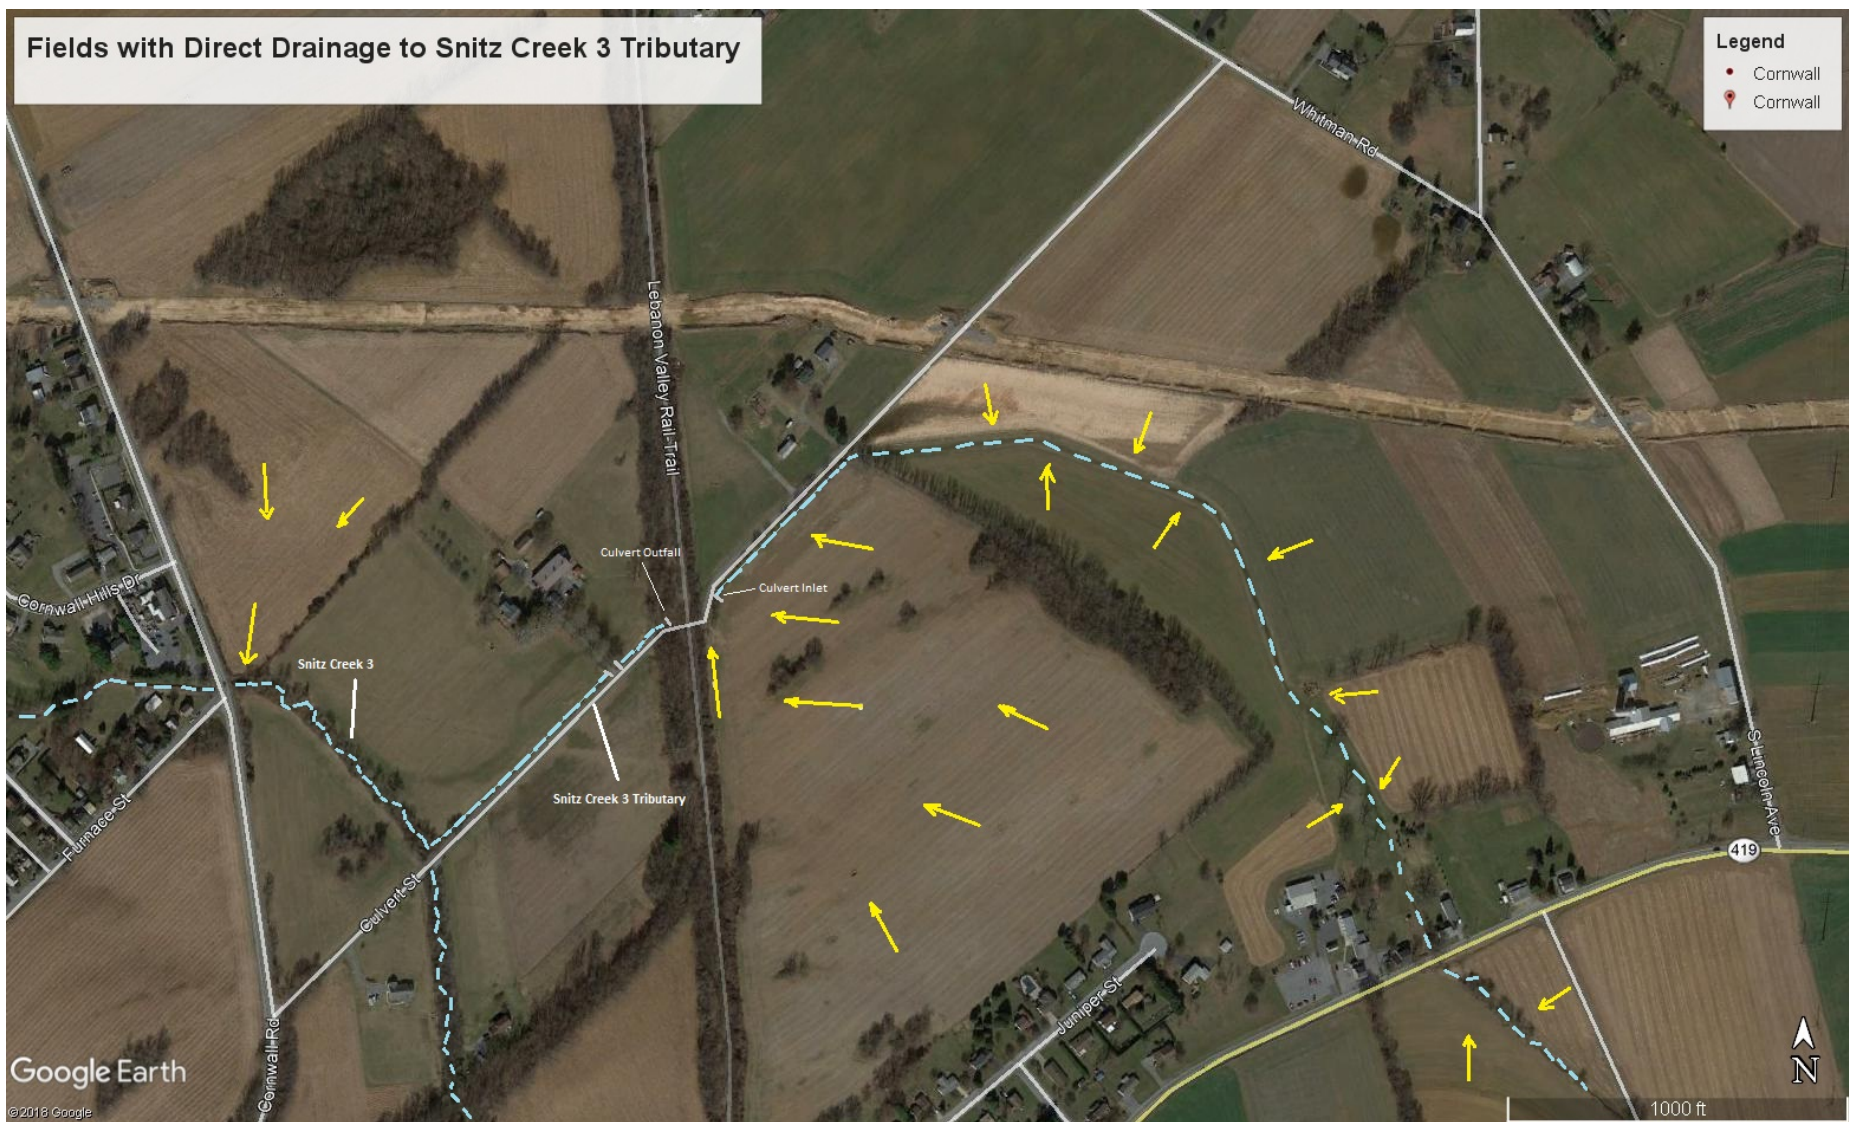 Fields with Direct Drainage to Snitz Creek 3 Tributary
Legend
Cornwall
Cornwall
Whitman Rd
Lebanon Valley Rail-Trail
Culvert Outfall
Culvert Inlet
Cornwall Hills Dr
Snitz Creek 3
Snitz Creek 3 Tributary
Furnace St
S Lincoln Ave
419
Culvert St
Juniper St
Cornwall Rd
N
Google Earth
©2018 Google
1000 ft